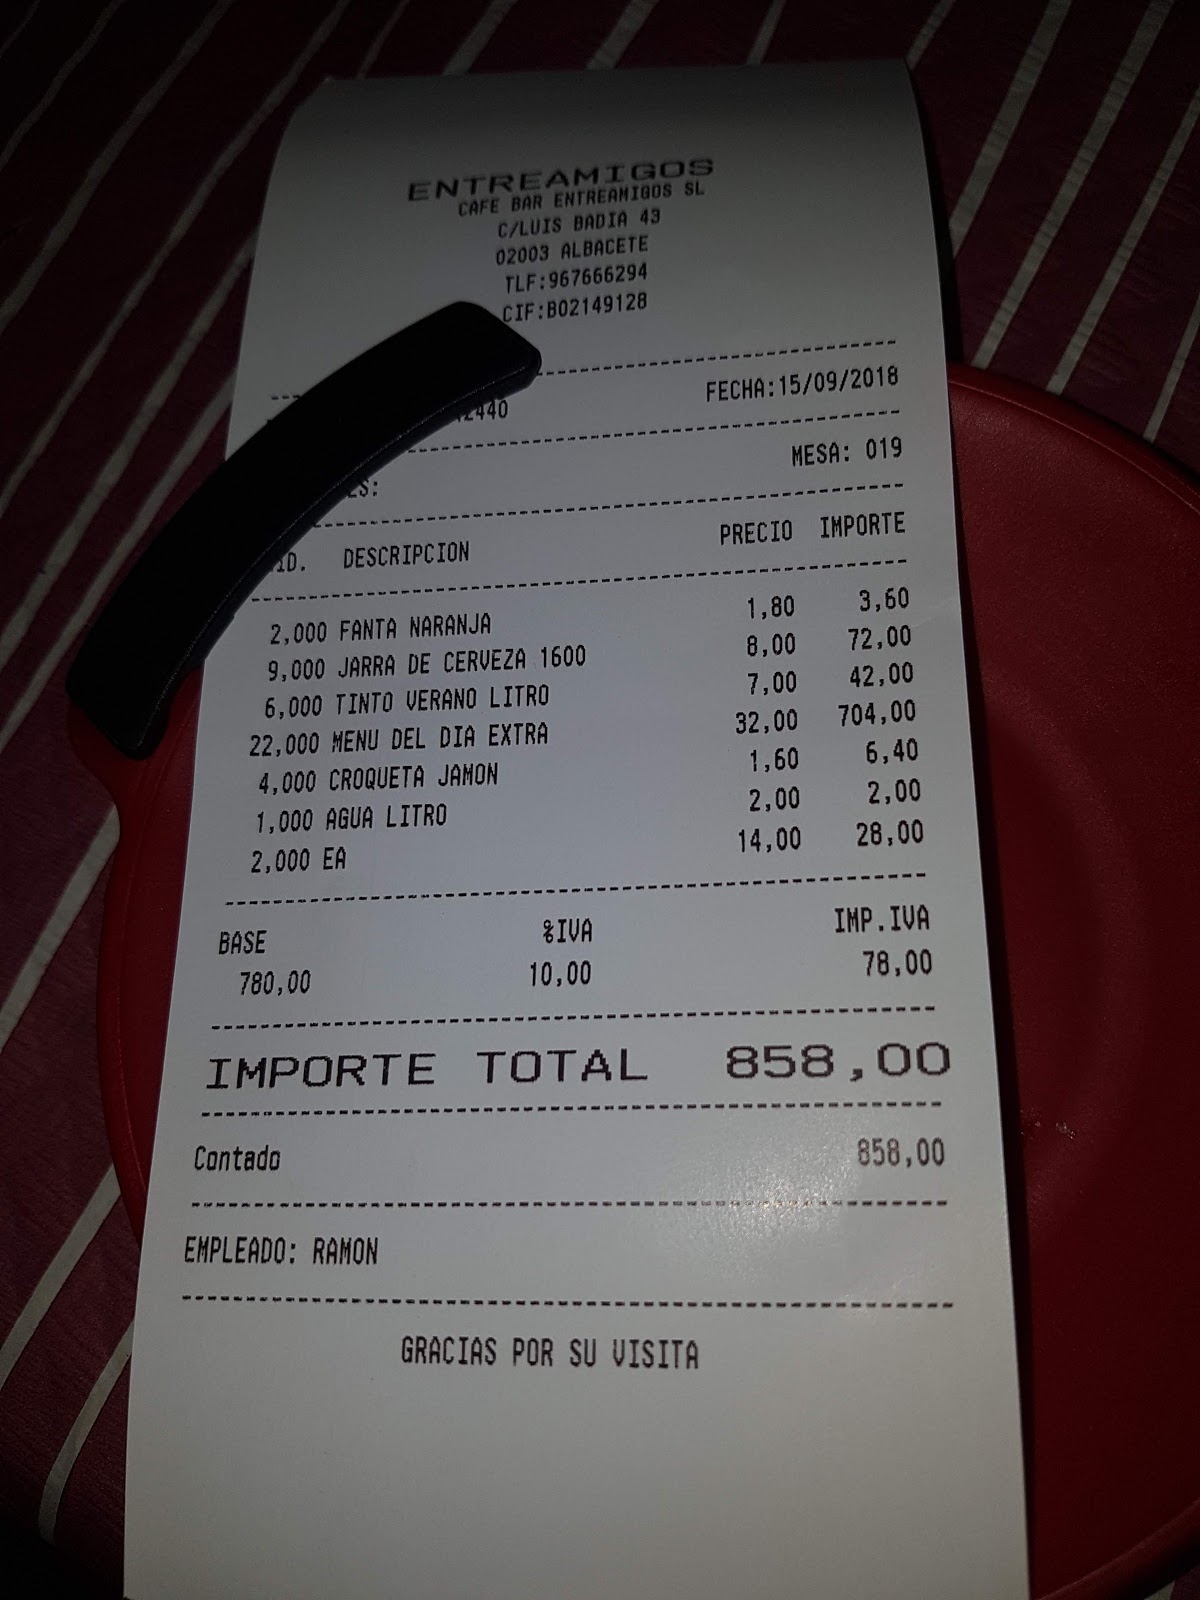 ENTREAMIGOS
CAFE BAR ENTREAMIGOS SL
C/LUIS BADIA 43
02003 ALBACETE
TLF:967666294
CIF:B02149128
2440 FECHA:15/09/2018
MESA: 019
DESCRIPCION PRECIO IMPORTE
2,000 FANTA NARANJA 1,80 3,60
9,000 JARRA DE CERVEZA 1600 8,00 72,00
6,000 TINTO VERANO LITRO 7,00 42,00
22,000 MENU DEL DIA EXTRA 32,00 704,00
4,000 CROQUETA JAMON 1,60 6,40
1,000 AGUA LITRO 2,00 2,00
2,000 EA 14,00 28,00
BASE %IVA IMP.IVA
780,00 10,00 78,00
IMPORTE TOTAL 858,00
Contado 858,00
EMPLEADO: RAMON
GRACIAS POR SU VISITA